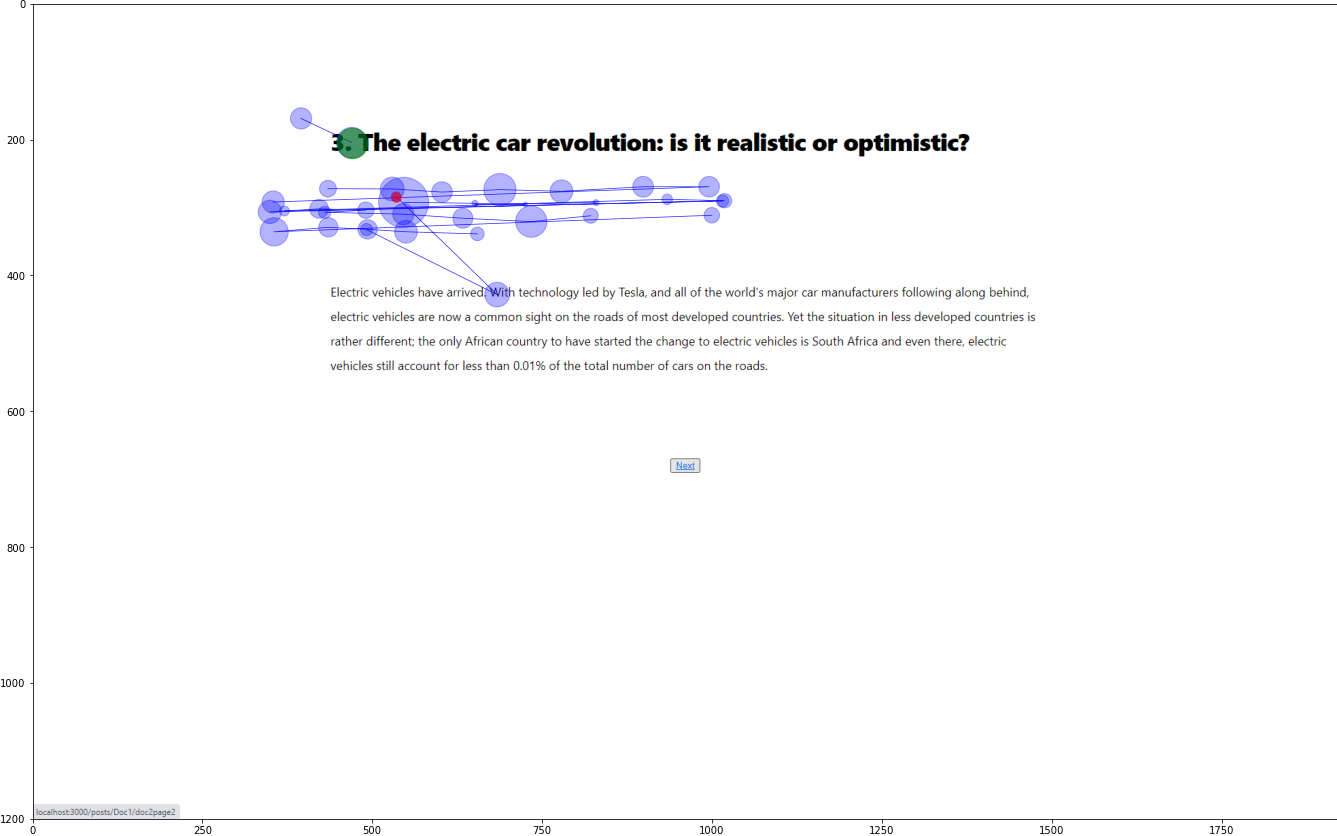 0
200
3. The electric car revolution: is it realistic or optimistic?
400
Electric vehicles have arrived. With technology led by Tesla, and all of the world's major car manufacturers following along behind,
electric vehicles are now a common sight on the roads of most developed countries. Yet the situation in less developed countries is
rather different; the only African country to have started the change to electric vehicles is South Africa and even there, electric
vehicles still account for less than 0.01% of the total number of cars on the roads.
600
Next
800
1000
localhost:3000/posts/Doc1/doc2page2
1200
0 250 500 750 1000 1250 1500 1750